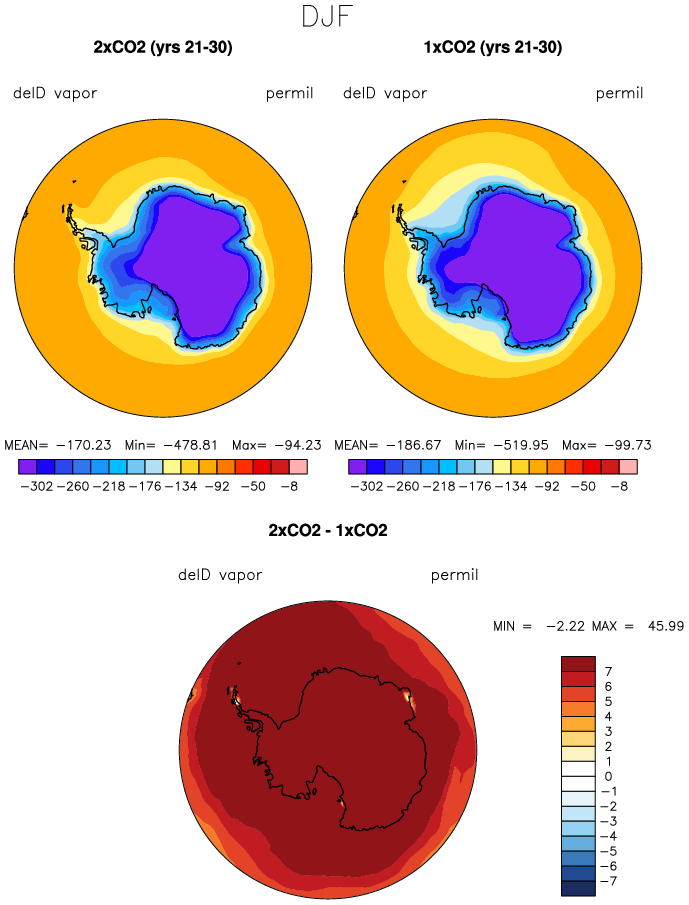 DJF
2xCO2 (yrs 21-30) 1xCO2 (yrs 21-30)
delD vapor permil delD vapor permil
MEAN= -170.23 Min= -478.81 Max= -94.23 MEAN= -186.67 Min= -519.95 Max= -99.73
-302 -260 -218 -176 -134 -92 -50 -8 -302 -260 -218 -176 -134 -92 -50 -8
2xCO2 - 1xCO2
delD vapor permil
MIN = -2.22 MAX = 45.99
7
6
5
4
3
2
1
0
-1
-2
-3
-4
-5
-6
-7